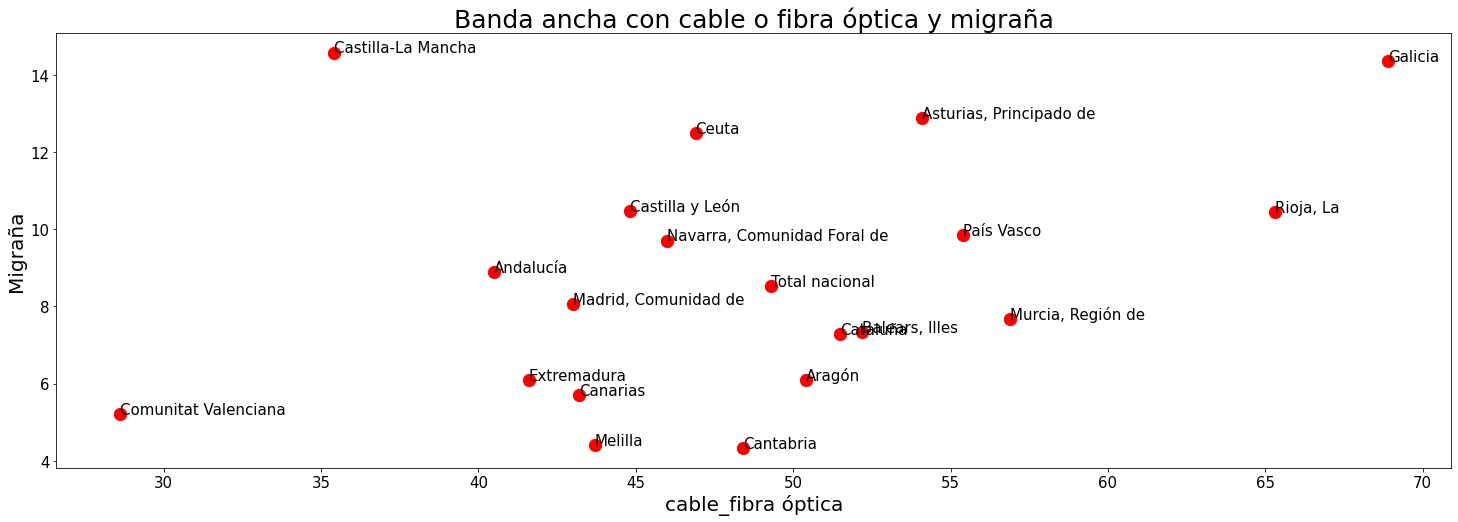 Banda ancha con cable o fibra óptica y migraña
Castilla-La Mancha
Galicia
Asturias, Principado de
Ceuta
Castilla y León
Rioja, La
Navarra, Comunidad Foral de
País Vasco
Andalucía
Total nacional
Madrid, Comunidad de
Murcia, Región de
Cataluña
Balears, Illes
Extremadura
Aragón
Canarias
Comunitat Valenciana
Melilla
Cantabria
Migraña
14
12
10
8
6
4
30 35 40 45 50 55 60 65 70
cable_fibra óptica